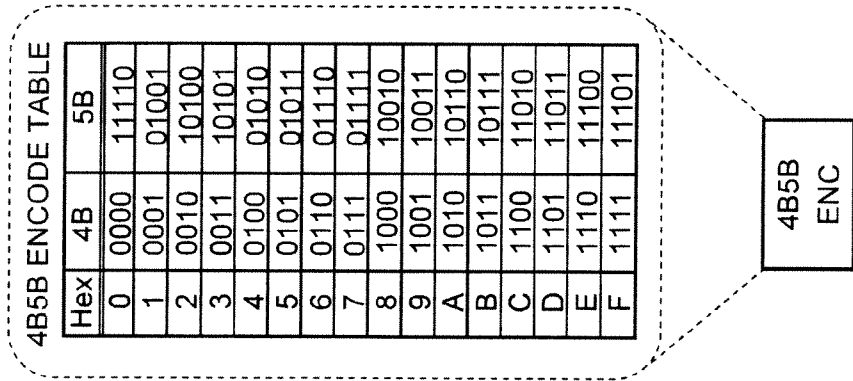 4B5B ENCODE TABLE
Hex 4B 5B
0 0000 11110
1 0001 01001
2 0010 10100
3 0011 10101
4 0100 01010
5 0101 01011
6 0110 01110
7 0111 01111
8 1000 10010
9 1001 10011
A 1010 10110
B 1011 10111
C 1100 11010
D 1101 11011
E 1110 11100
F 1111 11101
4B5B
ENC